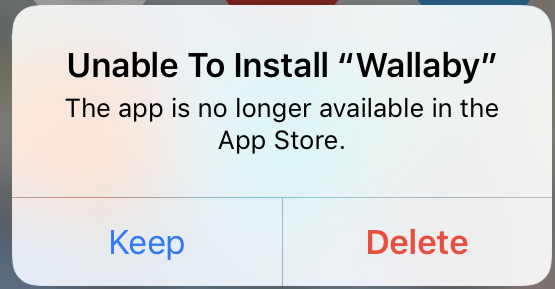 Unable To Install “Wallaby”
The app is no longer available in the
App Store.
Keep
Delete